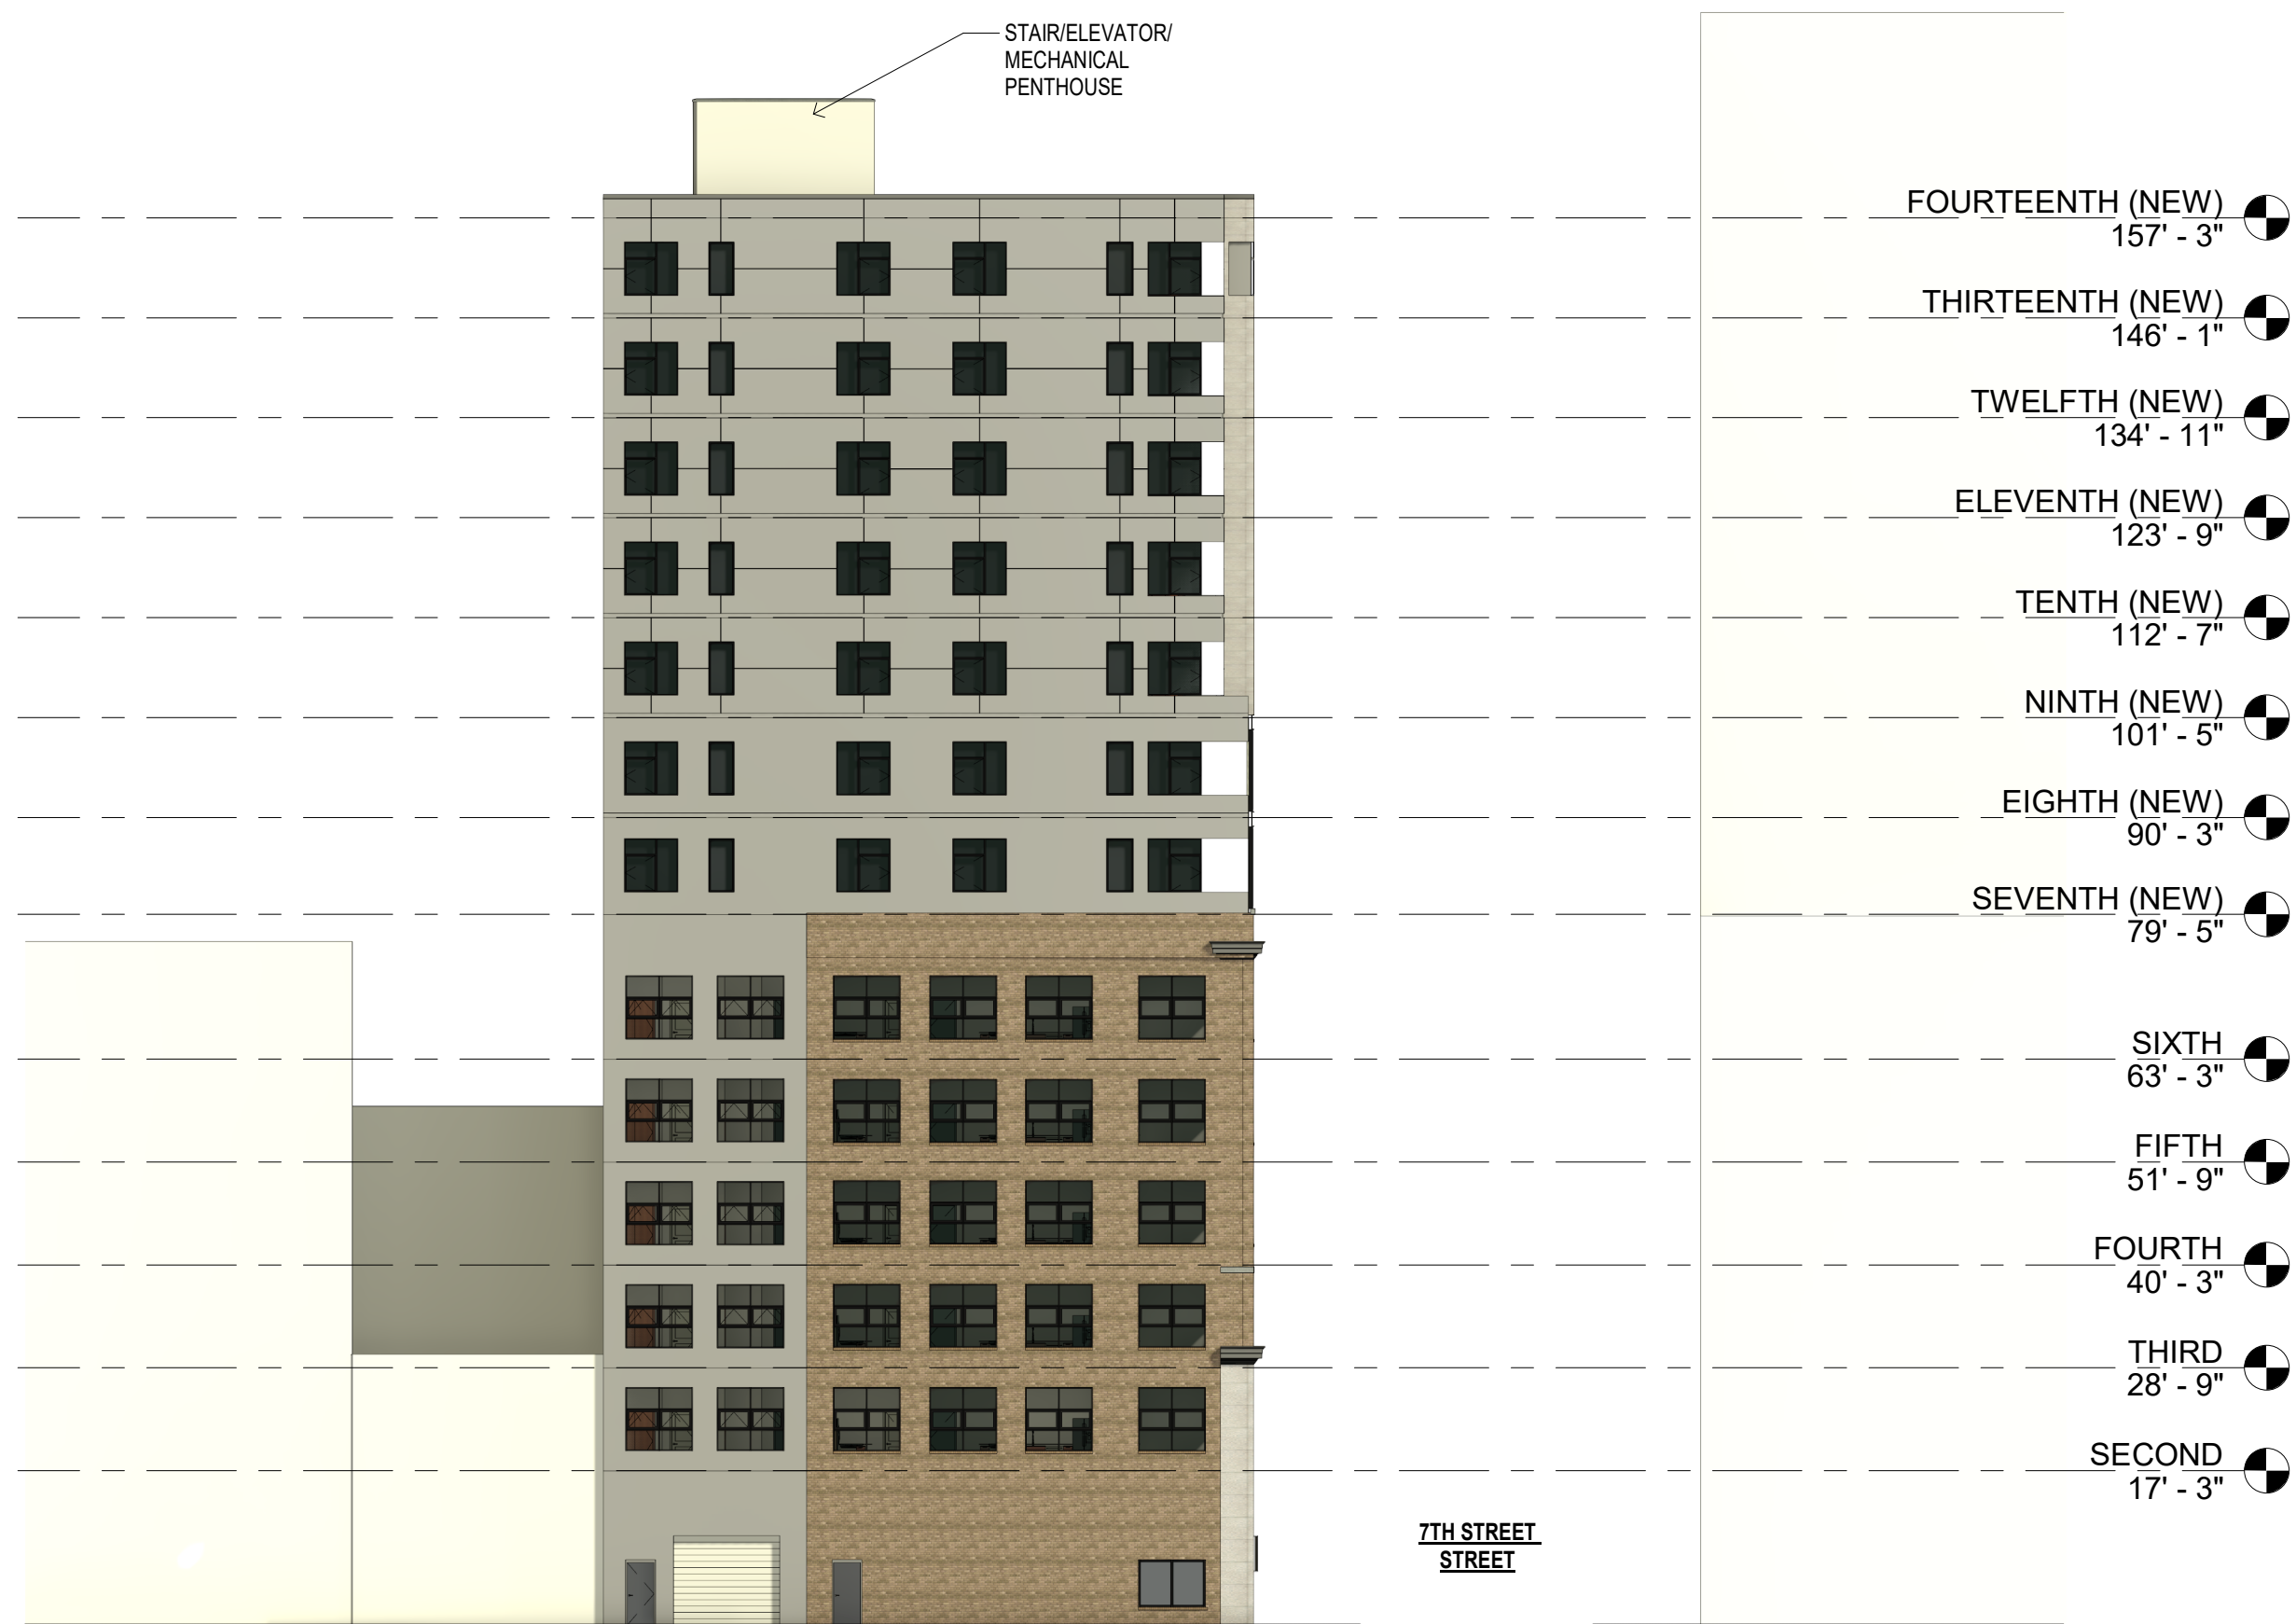 STAIR/ELEVATOR/
MECHANICAL
PENTHOUSE
FOURTEENTH (NEW)
157' - 3"
THIRTEENTH (NEW)
146' - 1"
TWELFTH (NEW)
134' - 11"
ELEVENTH (NEW)
123' - 9"
TENTH (NEW)
112' - 7"
NINTH (NEW)
101' - 5"
EIGHTH (NEW)
90' - 3"
SEVENTH (NEW)
79' - 5"
SIXTH
63' - 3"
FIFTH
51' - 9"
FOURTH
40' - 3"
THIRD
28' - 9"
SECOND
17' - 3"
7TH STREET
STREET